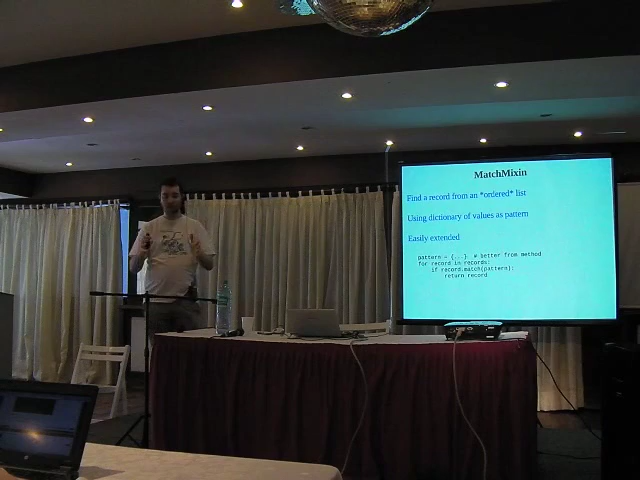 MatchMixin
Find a record from an *ordered* list
Using dictionary of values as pattern
Easily extended
pattern = {...}  # better from method
for record in records:
    if record.match(pattern):
        return record